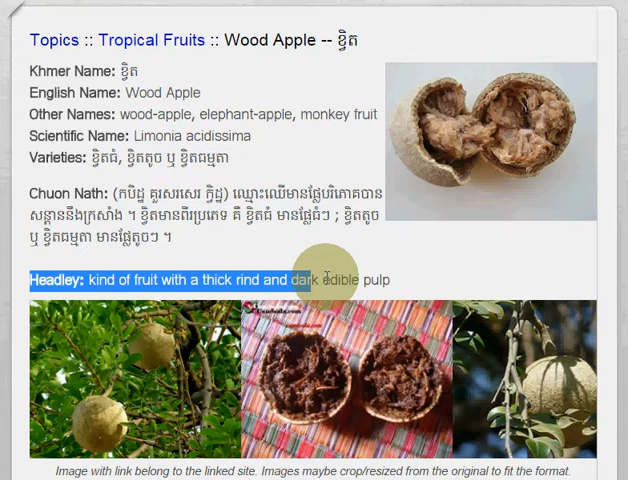 Topics :: Tropical Fruits :: Wood Apple -- ខ្វិត
Khmer Name: ខ្វិត
English Name: Wood Apple
Other Names: wood-apple, elephant-apple, monkey fruit
Scientific Name: Limonia acidissima
Varieties: ខ្វិតធំ, ខ្វិតតូច ឬ ខ្វិតធម្មតា
Chuon Nath: (កបិដ្ឋ គួរសរសេរ ក្វិដ្ឋ) ឈ្មោះឈើមានផ្លែបរិភោគបាន
សន្តាននឹងក្រសាំង ។ ខ្វិតមានពីរប្រភេទ គឺ ខ្វិតធំ មានផ្លែធំៗ ; ខ្វិតតូច
ឬ ខ្វិតធម្មតា មានផ្លែតូចៗ ។
Headley: kind of fruit with a thick rind and dark edible pulp
Image with link belong to the linked site. Images maybe crop/resized from the original to fit the format.